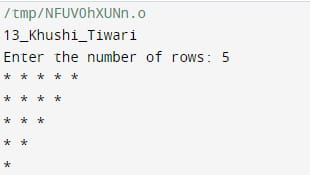 /tmp/NFUV0hXUNn.o
13_Khushi_Tiwari
Enter the number of rows: 5
* * * * *
* * * *
* * *
* *
*